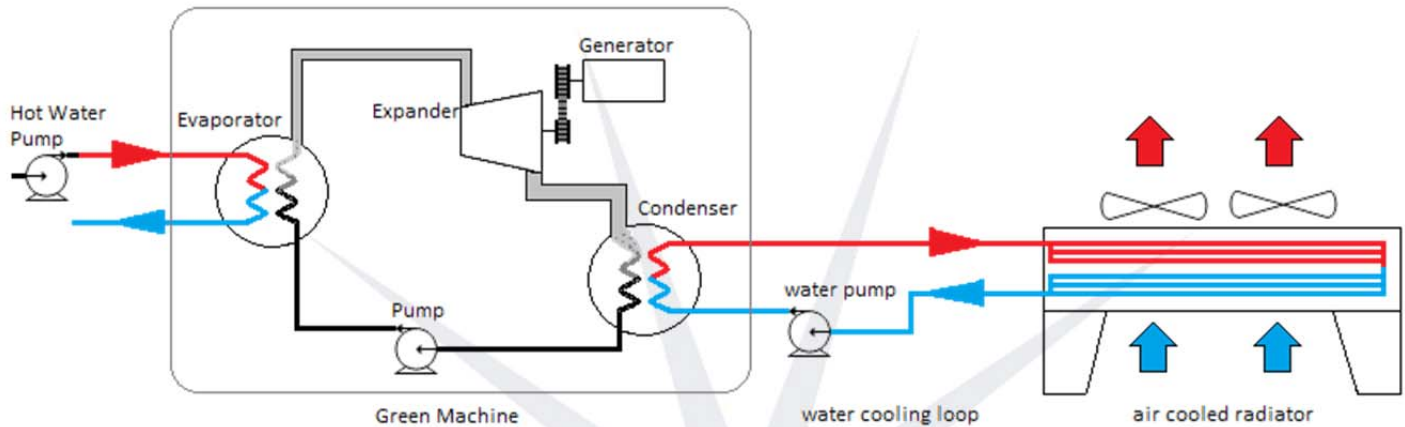 Generator
Hot Water
Pump
Evaporator
Expander
Condenser
water pump
Pump
Green Machine
water cooling loop
air cooled radiator